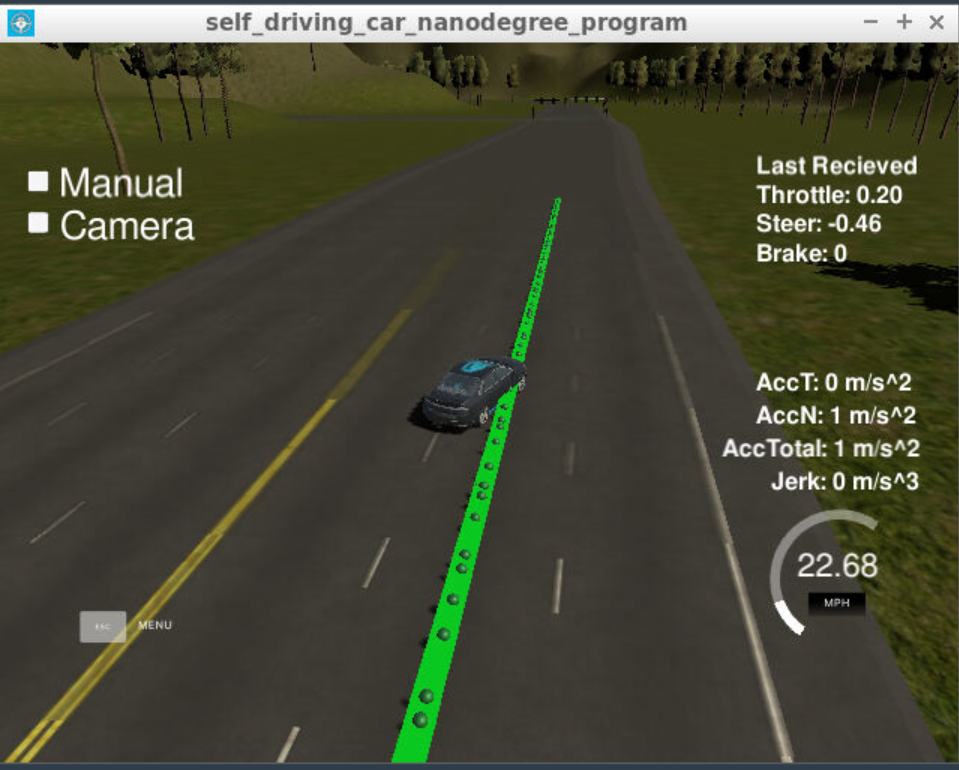 self_driving_car_nanodegree_program
Manual
Camera
Last Recieved
Throttle: 0.20
Steer: -0.46
Brake: 0
AccT: 0 m/s^2
AccN: 1 m/s^2
AccTotal: 1 m/s^2
Jerk: 0 m/s^3
22.68
MPH
ESC MENU